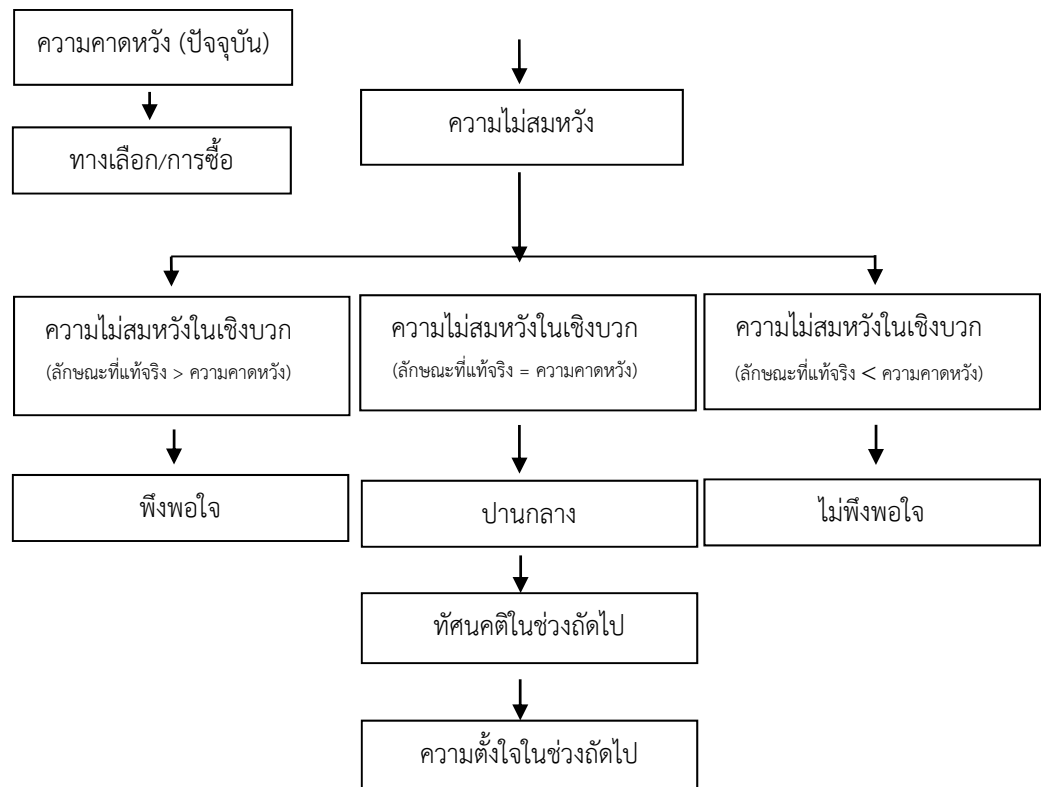 ความคาดหวัง (ปัจจุบัน)
ทางเลือก/การซื้อ
ความไม่สมหวัง
ความไม่สมหวังในเชิงบวก
(ลักษณะที่แท้จริง > ความคาดหวัง)
ความไม่สมหวังในเชิงบวก
(ลักษณะที่แท้จริง = ความคาดหวัง)
ความไม่สมหวังในเชิงบวก
(ลักษณะที่แท้จริง < ความคาดหวัง)
พึงพอใจ
ปานกลาง
ไม่พึงพอใจ
ทัศนคติในช่วงถัดไป
ความตั้งใจในช่วงถัดไป